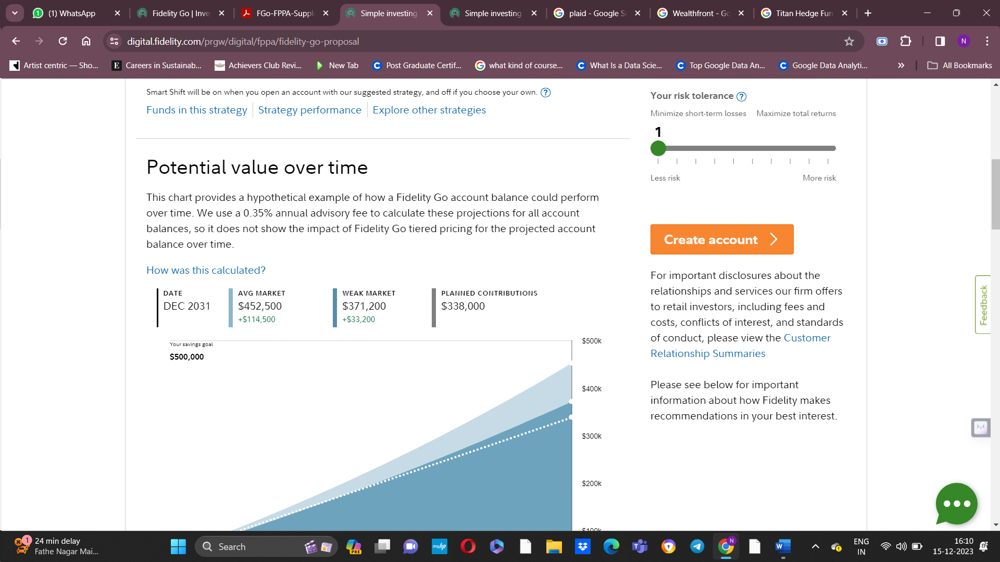 (1) WhatsApp
Fidelity Go | Inve
FGo-FPPA-Suppl
Simple investing
Simple investing
plaid - Google S
Wealthfront - Go
Titan Hedge Fun
digital.fidelity.com/prgw/digital/fppa/fidelity-go-proposal
N
Artist centric — Sho...
Careers in Sustainab...
Achievers Club Revi...
New Tab
Post Graduate Certif...
what kind of course...
What Is a Data Scie...
Top Google Data An...
Google Data Analyti...
All Bookmarks
Smart Shift will be on when you open an account with our suggested strategy, and off if you choose your own. ?
Funds in this strategy
Strategy performance
Explore other strategies
Potential value over time
This chart provides a hypothetical example of how a Fidelity Go account balance could perform
over time. We use a 0.35% annual advisory fee to calculate these projections for all account
balances, so it does not show the impact of Fidelity Go tiered pricing for the projected account
balance over time.
How was this calculated?
DATE
DEC 2031
AVG MARKET
$452,500
+$114,500
WEAK MARKET
$371,200
+$33,200
PLANNED CONTRIBUTIONS
$338,000
Your savings goal
$500,000
$500k
$400k
$300k
$200k
$100k
Your risk tolerance ?
Minimize short-term losses
Maximize total returns
1
Less risk
More risk
Create account
For important disclosures about the
relationships and services our firm offers
to retail investors, including fees and
costs, conflicts of interest, and standards
of conduct, please view the Customer
Relationship Summaries
Please see below for important
information about how Fidelity makes
recommendations in your best interest.
Feedback
1
24 min delay
Fathe Nagar Mai...
Search
PRE
myhp
N
W
ENG
IN
16:10
15-12-2023